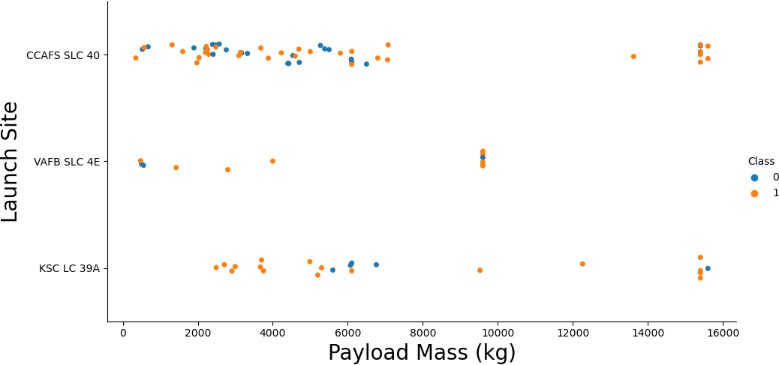 CCAFS SLC 40
VAFB SLC 4E
KSC LC 39A
Launch Site
0 2000 4000 6000 8000 10000 12000 14000 16000
Payload Mass (kg)
Class
0
1